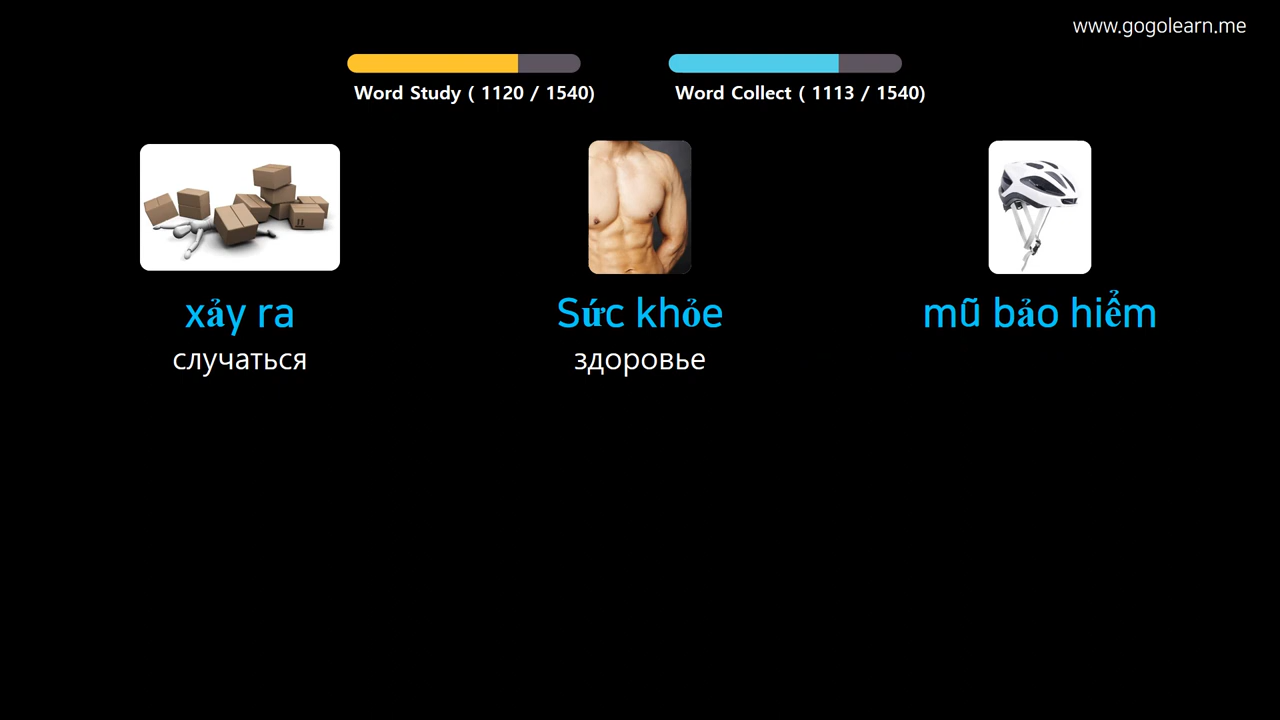 www.gogolearn.me
Word Study ( 1120 / 1540)
Word Collect ( 1113 / 1540)
xảy ra
Sức khỏe
mũ bảo hiểm
случаться
здоровье